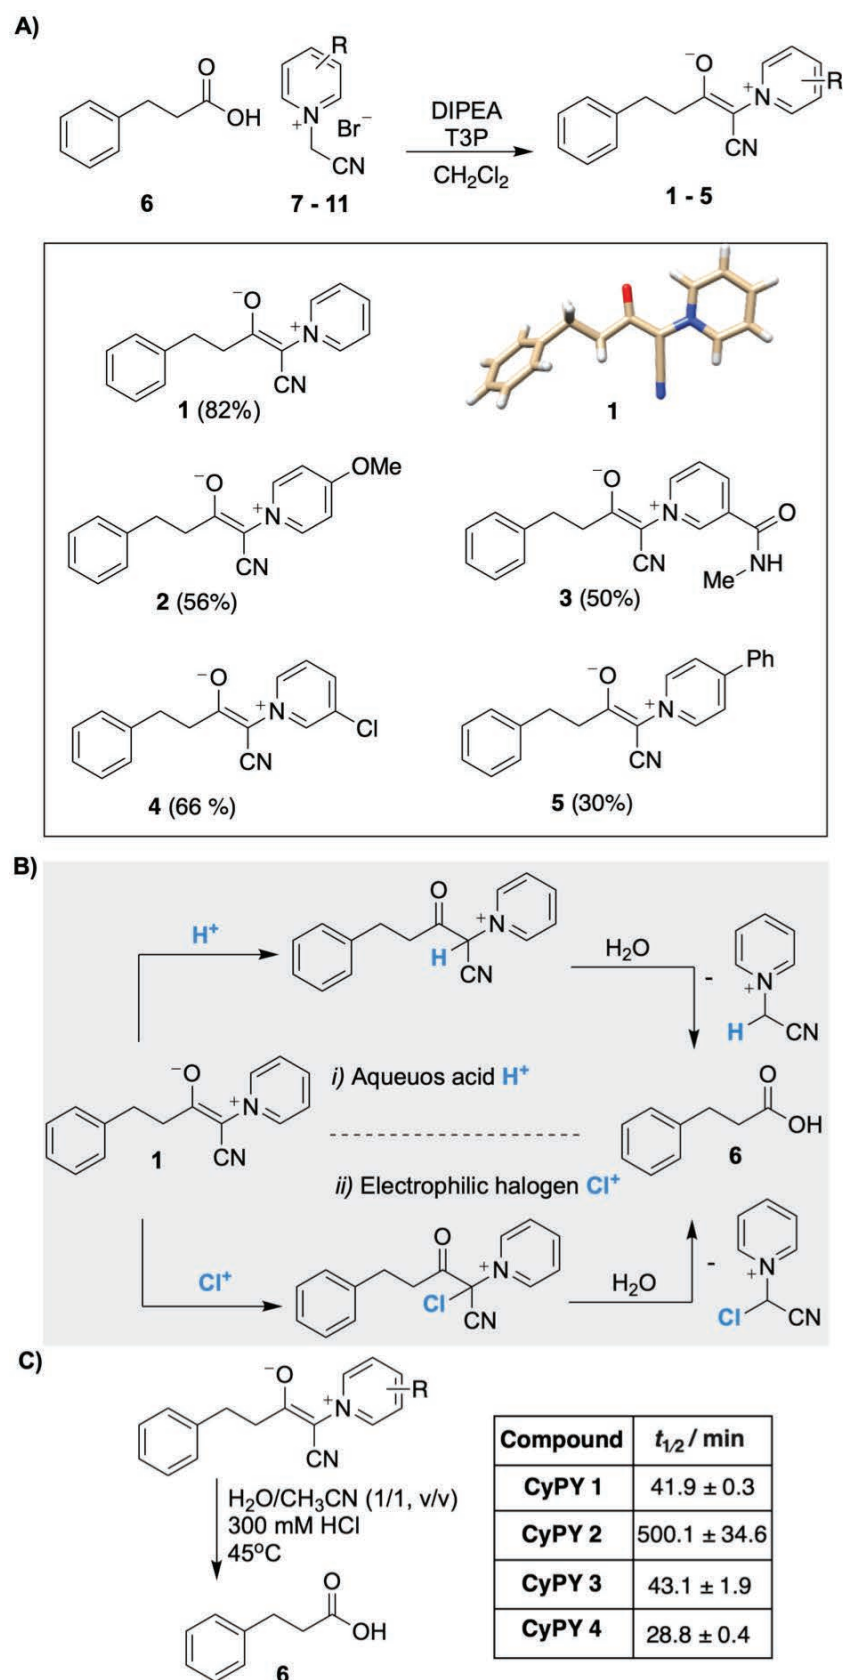 A)
O
OH
6
R
N
+
Br⁻
CN
7 - 11
DIPEA
T3P
CH₂Cl₂
⁻O
+
N
R
CN
1 - 5
⁻O
+
N
CN
1 (82%)
1
⁻O
OMe
+
N
CN
2 (56%)
⁻O
+
N
O
CN
NH
Me
3 (50%)
⁻O
+
N
Cl
CN
4 (66 %)
⁻O
Ph
+
N
CN
5 (30%)
B)
H⁺
O
+
N
H
CN
H₂O
-
N
+
H
CN
⁻O
+
N
CN
1
i) Aqueuos acid H⁺
ii) Electrophilic halogen Cl⁺
O
OH
6
Cl⁺
O
+
N
Cl
CN
H₂O
-
N
+
Cl
CN
C)
⁻O
+
N
R
CN
H₂O/CH₃CN (1/1, v/v)
300 mM HCl
45ºC
O
OH
6
Compound t₁/₂ / min
CyPY 1 41.9 ± 0.3
CyPY 2 500.1 ± 34.6
CyPY 3 43.1 ± 1.9
CyPY 4 28.8 ± 0.4